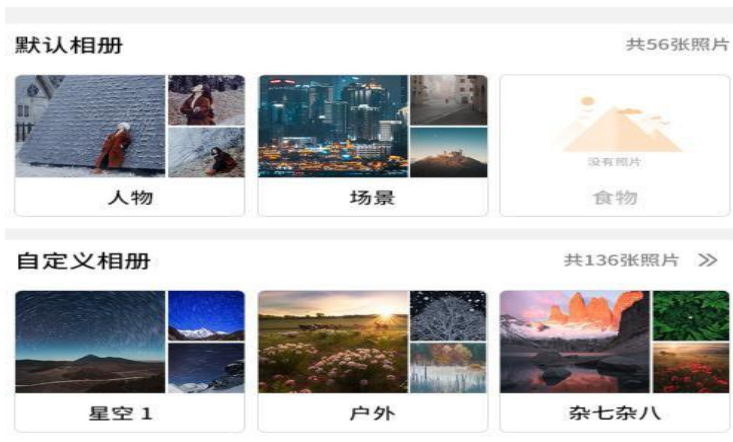 默认相册 共56张照片
没有照片
人物 场景 食物
自定义相册 共136张照片 >>
星空 1 户外 杂七杂八